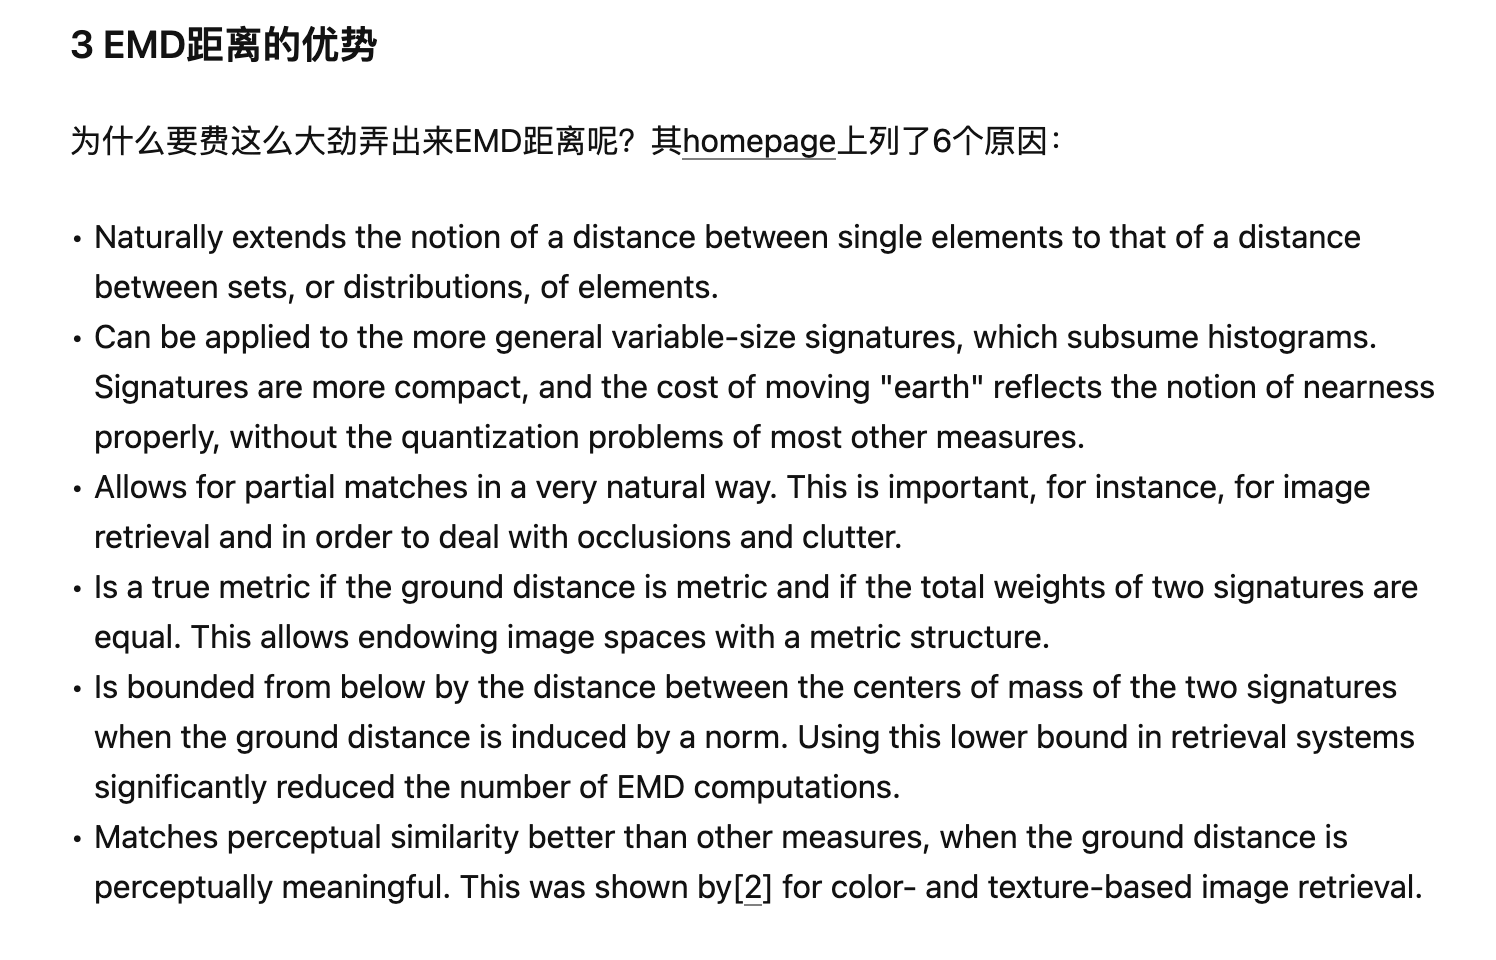 3 EMD距离的优势
为什么要费这么大劲弄出来EMD距离呢？其homepage上列了6个原因：
• Naturally extends the notion of a distance between single elements to that of a distance
between sets, or distributions, of elements.
• Can be applied to the more general variable-size signatures, which subsume histograms.
Signatures are more compact, and the cost of moving "earth" reflects the notion of nearness
properly, without the quantization problems of most other measures.
• Allows for partial matches in a very natural way. This is important, for instance, for image
retrieval and in order to deal with occlusions and clutter.
• Is a true metric if the ground distance is metric and if the total weights of two signatures are
equal. This allows endowing image spaces with a metric structure.
• Is bounded from below by the distance between the centers of mass of the two signatures
when the ground distance is induced by a norm. Using this lower bound in retrieval systems
significantly reduced the number of EMD computations.
• Matches perceptual similarity better than other measures, when the ground distance is
perceptually meaningful. This was shown by[2] for color- and texture-based image retrieval.